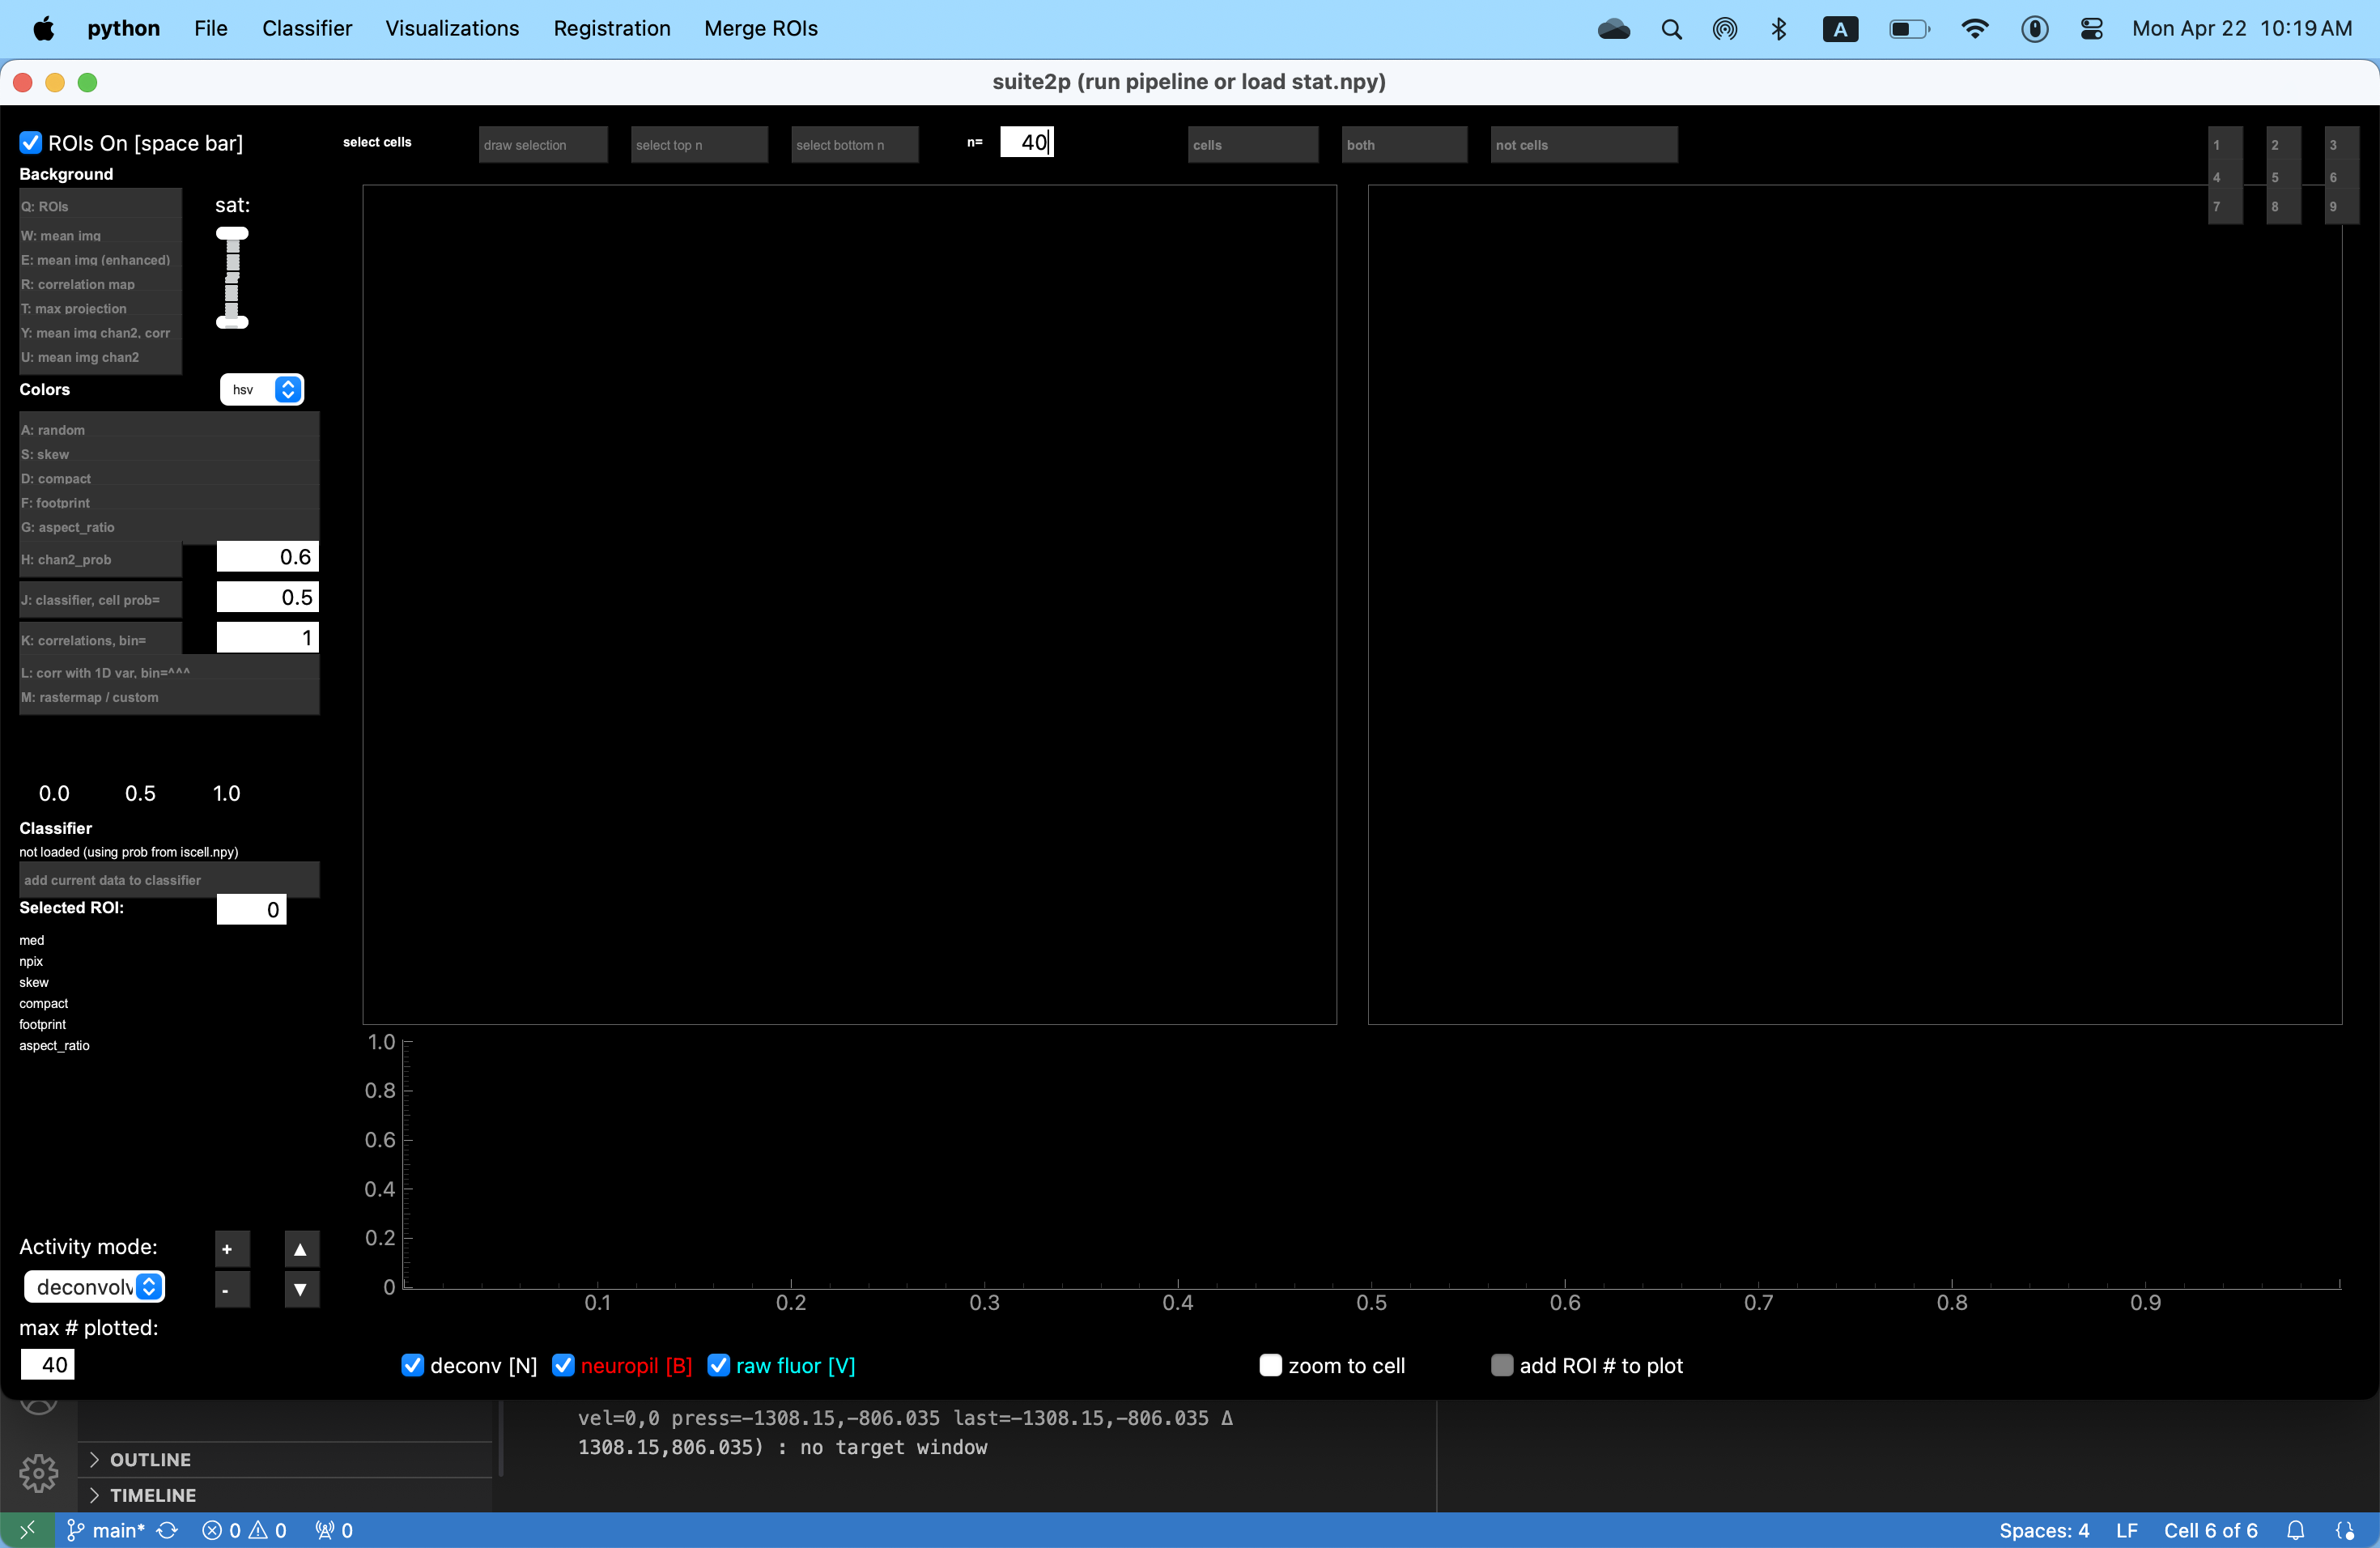 python File Classifier Visualizations Registration Merge ROIs A Mon Apr 22 10:19 AM
suite2p (run pipeline or load stat.npy)
ROIs On [space bar] select cells draw selection select top n select bottom n n= 40 cells both not cells 1 2 3
Background
4 5 6
Q: ROIs sat: 7 8 9
W: mean img
E: mean img (enhanced)
R: correlation map
T: max projection
Y: mean img chan2, corr
U: mean img chan2
Colors hsv
A: random
S: skew
D: compact
F: footprint
G: aspect_ratio
H: chan2_prob 0.6
J: classifier, cell prob= 0.5
K: correlations, bin= 1
L: corr with 1D var, bin=^^^
M: rastermap / custom
0.0 0.5 1.0
Classifier
not loaded (using prob from iscell.npy)
add current data to classifier
Selected ROI: 0
med
npix
skew
compact
footprint
aspect_ratio
1.0
0.8
0.6
0.4
0.2
0
0.1 0.2 0.3 0.4 0.5 0.6 0.7 0.8 0.9
Activity mode: + ▲
deconvolv - ▼
max # plotted:
40 deconv [N] neuropil [B] raw fluor [V] zoom to cell add ROI # to plot
vel=0,0 press=-1308.15,-806.035 last=-1308.15,-806.035 Δ
1308.15,806.035) : no target window
OUTLINE
TIMELINE
main* 0 0 0 Spaces: 4 LF Cell 6 of 6